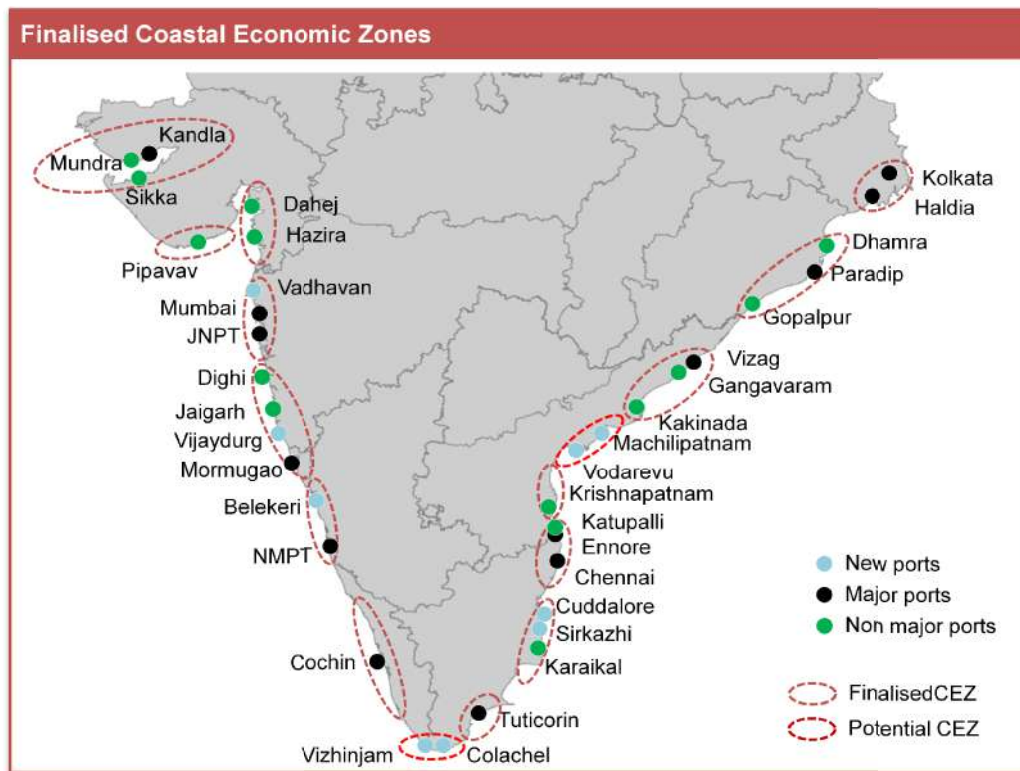 Finalised Coastal Economic Zones
Kandla
Mundra
Sikka
Dahej
Hazira
Pipavav
Vadhavan
Mumbai
JNPT
Dighi
Jaigarh
Vijaydurg
Mormugao
Belekeri
NMPT
Cochin
Vizhinjam
Colachel
Tuticorin
Kolkata
Haldia
Dhamra
Paradip
Gopalpur
Vizag
Gangavaram
Kakinada
Machilipatnam
Vodarevu
Krishnapatnam
Katupalli
Ennore
Chennai
Cuddalore
Sirkazhi
Karaikal
New ports
Major ports
Non major ports
FinalisedCEZ
Potential CEZ